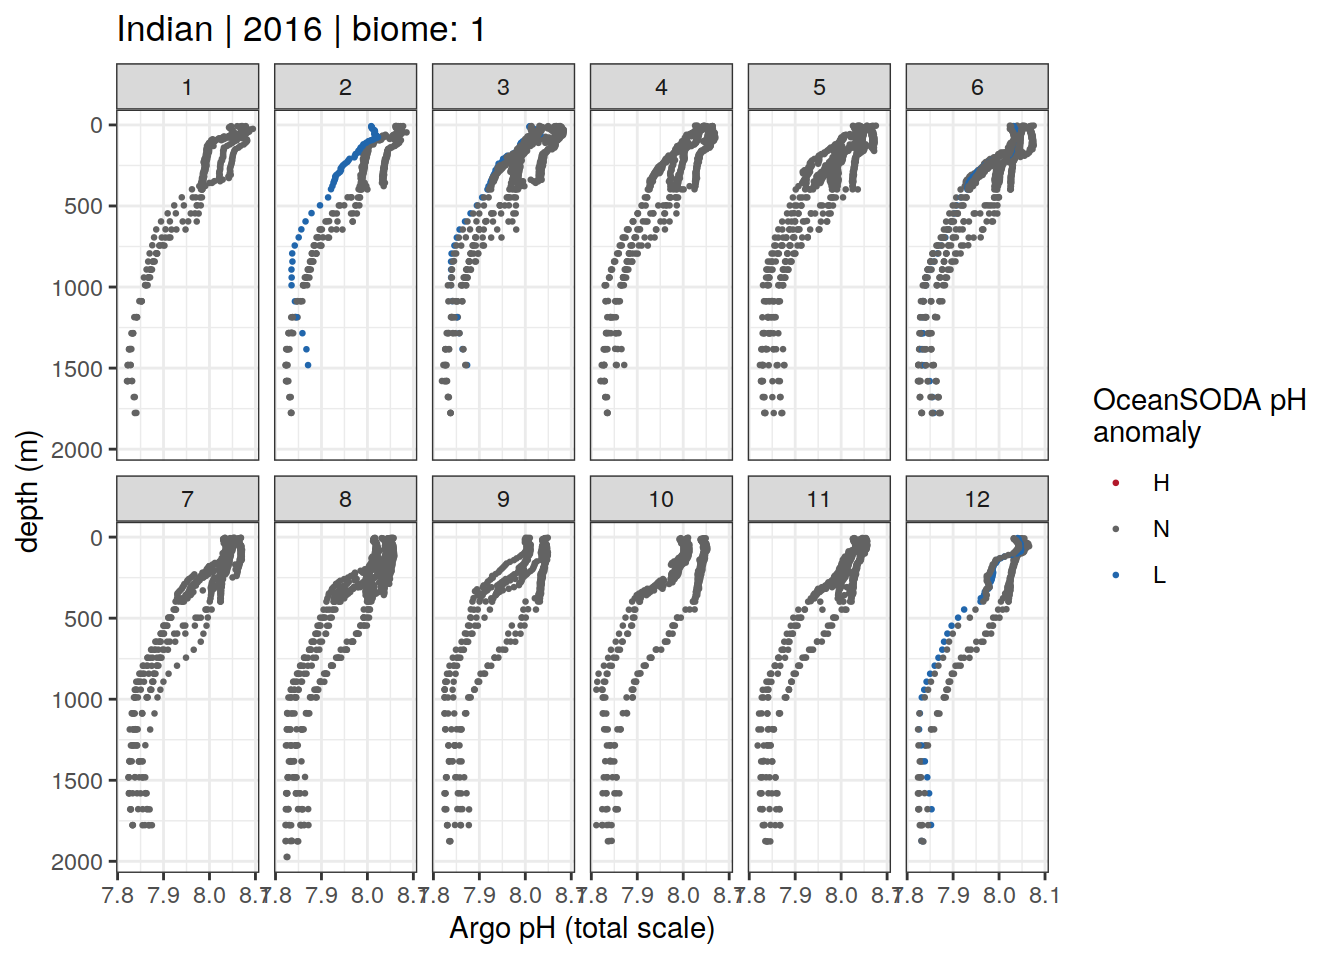 Indian | 2016 | biome: 1
1 2 3 4 5 6
0
500
1000
1500
2000
7 8 9 10 11 12
0
500
1000
1500
2000
7.8 7.9 8.0 8.1 7.8 7.9 8.0 8.1 7.8 7.9 8.0 8.1 7.8 7.9 8.0 8.1 7.8 7.9 8.0 8.1 7.8 7.9 8.0 8.1
Argo pH (total scale)
depth (m)
OceanSODA pH
anomaly
H
N
L